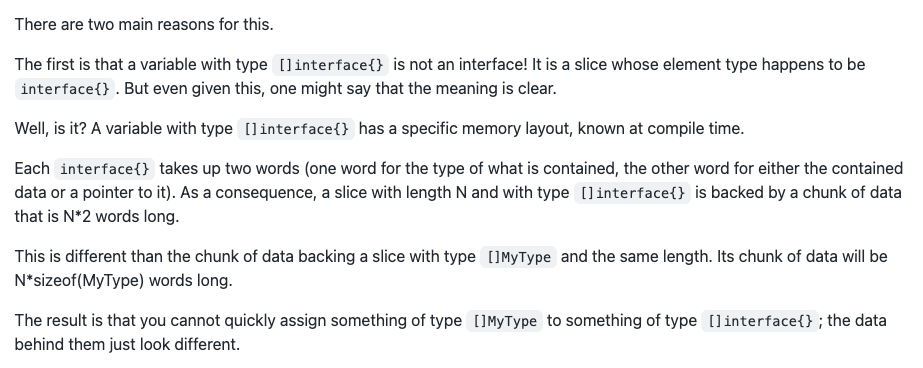 There are two main reasons for this.
The first is that a variable with type []interface{} is not an interface! It is a slice whose element type happens to be
interface{} . But even given this, one might say that the meaning is clear.
Well, is it? A variable with type []interface{} has a specific memory layout, known at compile time.
Each interface{} takes up two words (one word for the type of what is contained, the other word for either the contained
data or a pointer to it). As a consequence, a slice with length N and with type []interface{} is backed by a chunk of data
that is N*2 words long.
This is different than the chunk of data backing a slice with type []MyType and the same length. Its chunk of data will be
N*sizeof(MyType) words long.
The result is that you cannot quickly assign something of type []MyType to something of type []interface{} ; the data
behind them just look different.